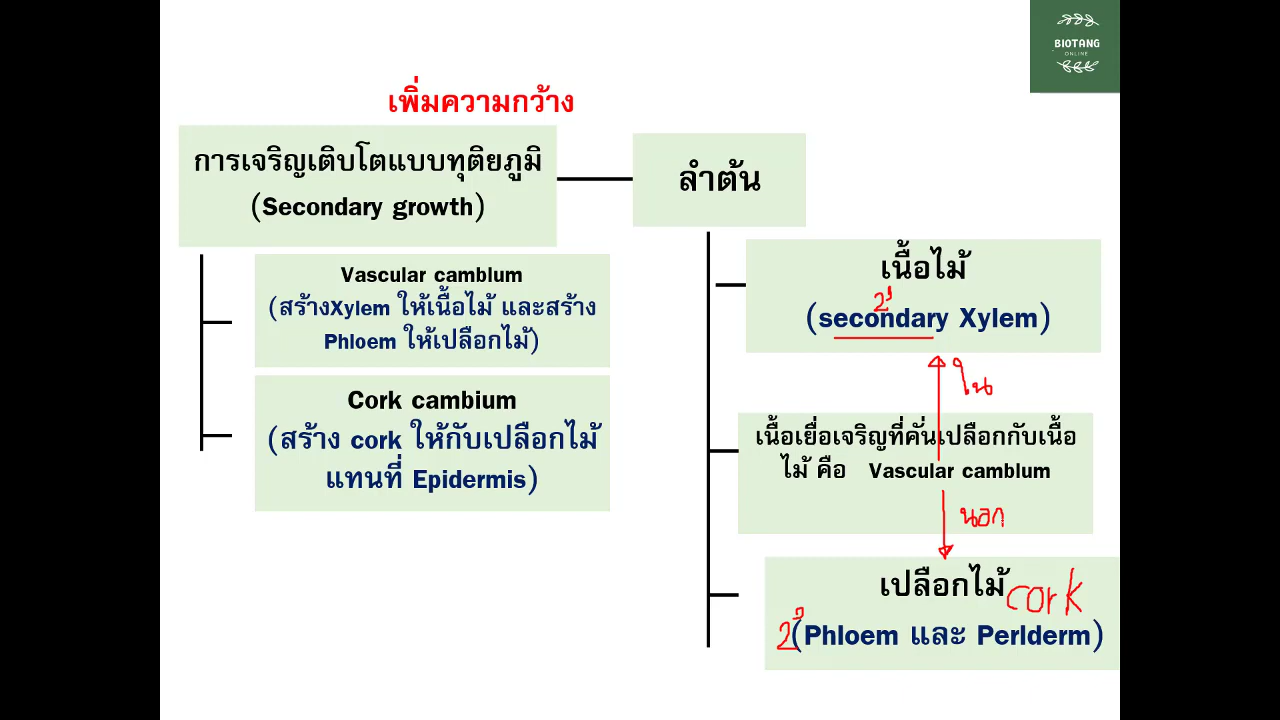 BIOTANG
ONLINE
เพิ่มความกว้าง
การเจริญเติบโตแบบทุติยภูมิ
(Secondary growth)
Vascular camblum
(สร้างXylem ให้เนื้อไม้ และสร้าง
Phloem ให้เปลือกไม้)
Cork cambium
(สร้าง cork ให้กับเปลือกไม้
แทนที่ Epidermis)
ลำต้น
เนื้อไม้
2°
(secondary Xylem)
ใน
เนื้อเยื่อเจริญที่คั่นเปลือกกับเนื้อ
ไม้ คือ Vascular camblum
นอก
เปลือกไม้ cork
2°(Phloem และ Perlderm)